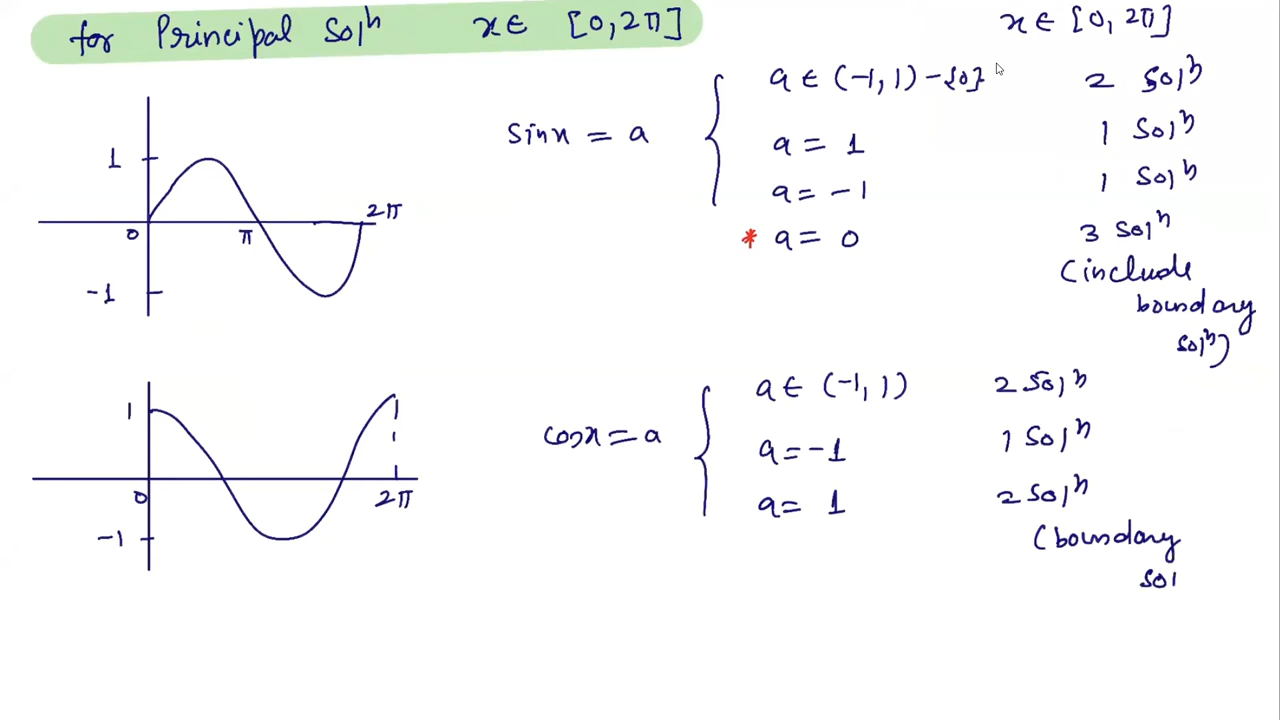 for Principal Solⁿ x ∈ [0, 2π]
x ∈ [0, 2π]
sin x = a
a ∈ (-1, 1) - {0} 2 Solⁿ
a = 1 1 Solⁿ
a = -1 1 Solⁿ
* a = 0 3 Solⁿ
(include
boundary
solⁿ)
1
0 π 2π
-1
cos x = a
a ∈ (-1, 1) 2 Solⁿ
a = -1 1 Solⁿ
a = 1 2 Solⁿ
(boundary
sol
1
0 2π
-1